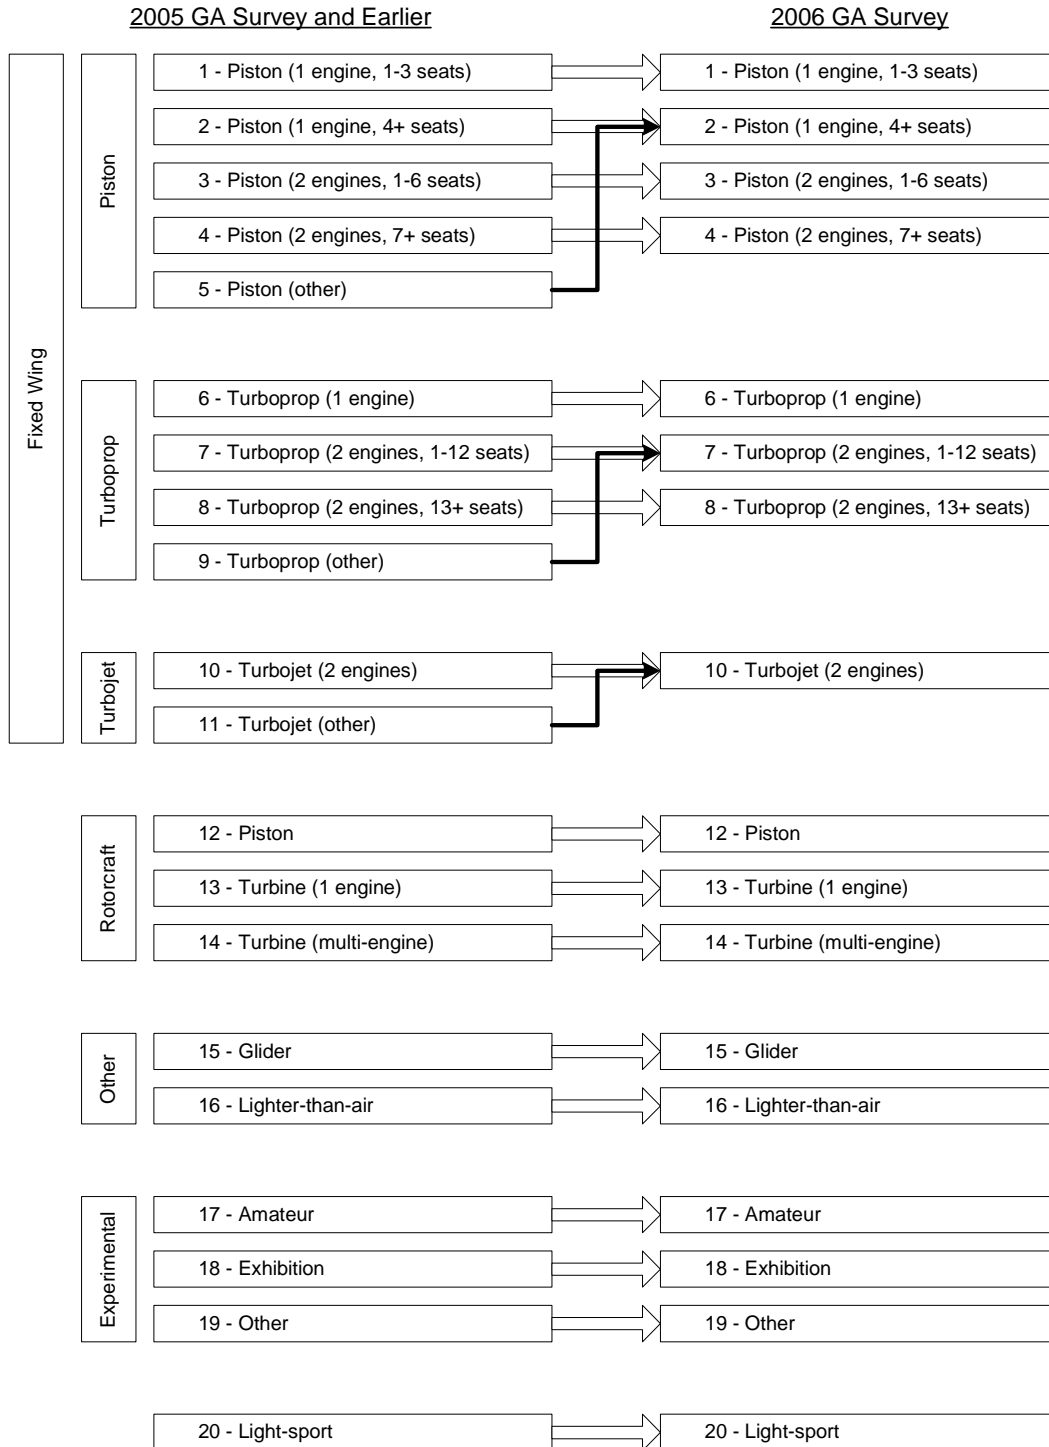 2005 GA Survey and Earlier
2006 GA Survey
Fixed Wing
Piston
1 - Piston (1 engine, 1-3 seats)
1 - Piston (1 engine, 1-3 seats)
2 - Piston (1 engine, 4+ seats)
2 - Piston (1 engine, 4+ seats)
3 - Piston (2 engines, 1-6 seats)
3 - Piston (2 engines, 1-6 seats)
4 - Piston (2 engines, 7+ seats)
4 - Piston (2 engines, 7+ seats)
5 - Piston (other)
Turboprop
6 - Turboprop (1 engine)
6 - Turboprop (1 engine)
7 - Turboprop (2 engines, 1-12 seats)
7 - Turboprop (2 engines, 1-12 seats)
8 - Turboprop (2 engines, 13+ seats)
8 - Turboprop (2 engines, 13+ seats)
9 - Turboprop (other)
Turbojet
10 - Turbojet (2 engines)
10 - Turbojet (2 engines)
11 - Turbojet (other)
Rotorcraft
12 - Piston
12 - Piston
13 - Turbine (1 engine)
13 - Turbine (1 engine)
14 - Turbine (multi-engine)
14 - Turbine (multi-engine)
Other
15 - Glider
15 - Glider
16 - Lighter-than-air
16 - Lighter-than-air
Experimental
17 - Amateur
17 - Amateur
18 - Exhibition
18 - Exhibition
19 - Other
19 - Other
20 - Light-sport
20 - Light-sport